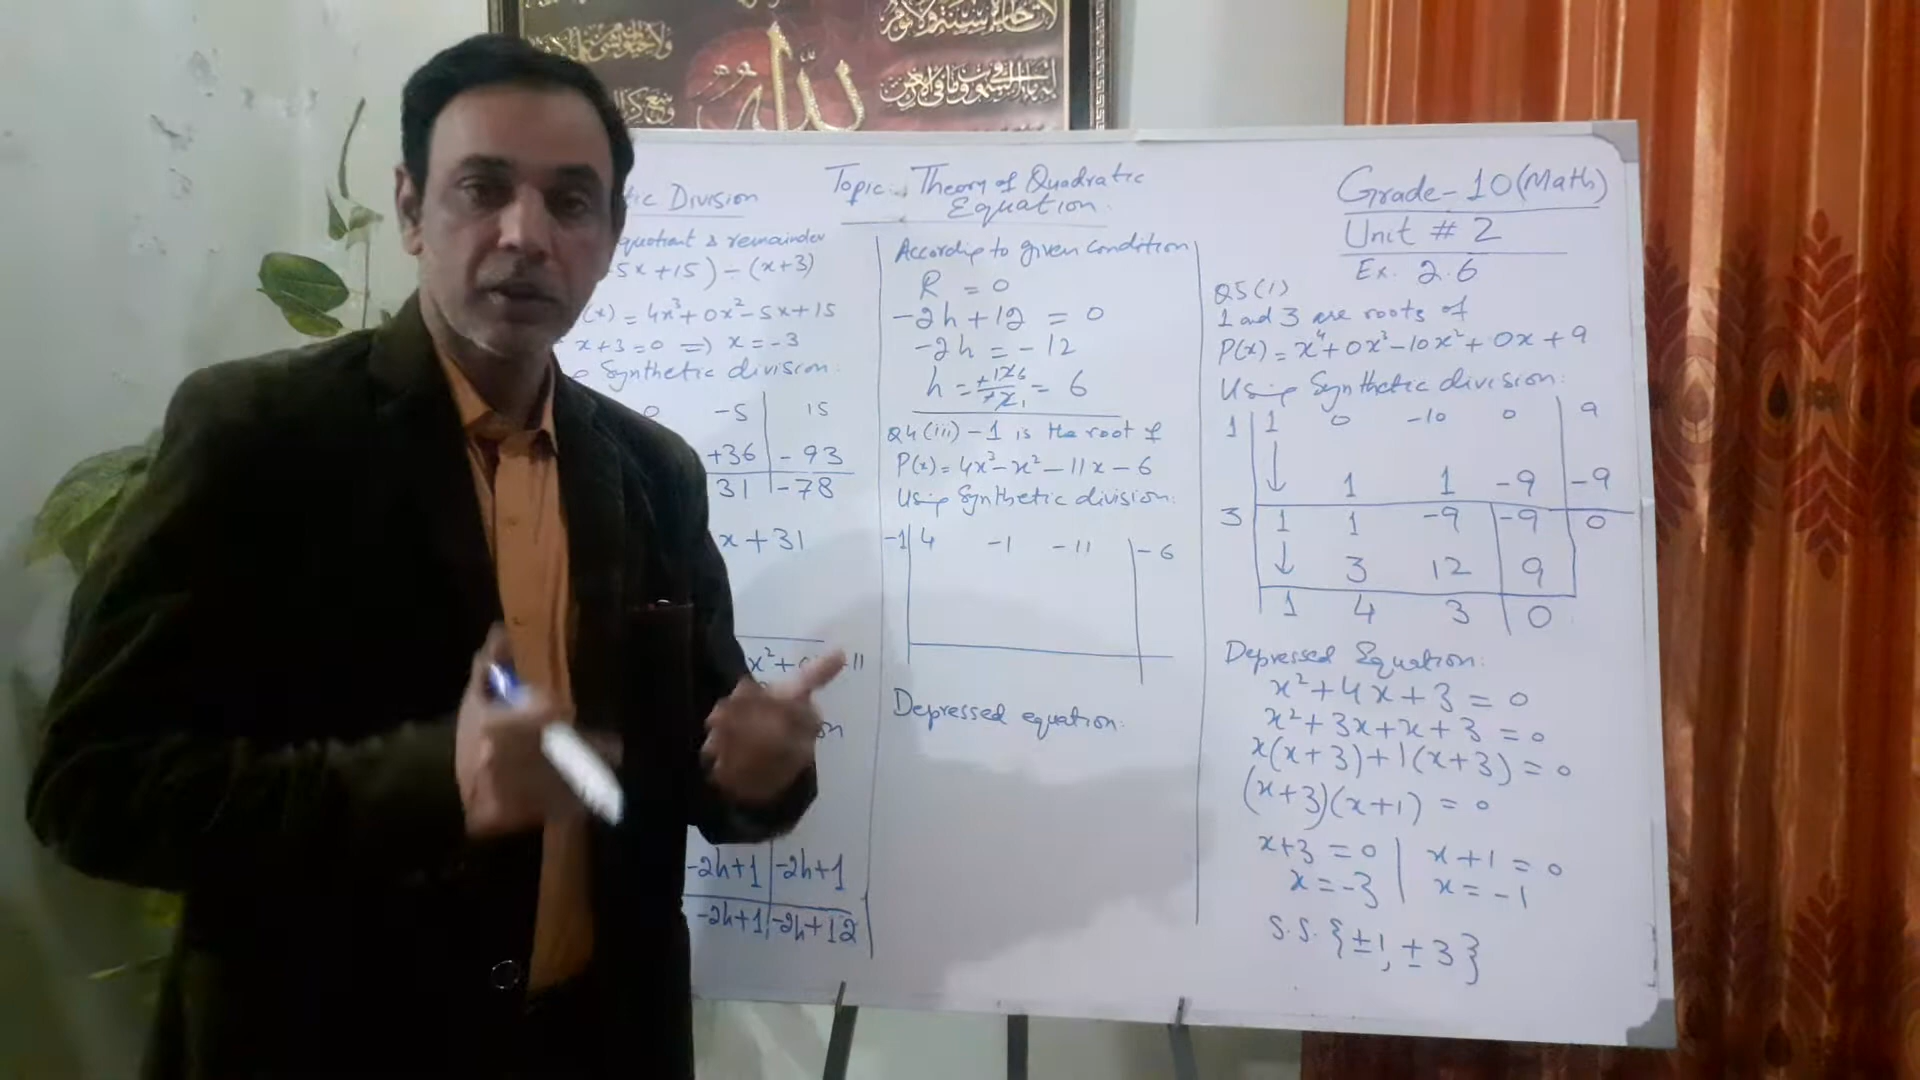 Topic: Theory of Quadratic
Equation.
Grade-10 (Math)
Unit # 2
Ex. 2.6
tic Division
quotient & remainder
5x+15) ÷ (x+3)
(x) = 4x³+0x²-5x+15
x+3=0 => x=-3
Synthetic division:
0 -5 15
+36 -93
31 -78
x+31
x²+ +11
on
-2h+1 -2h+1
-2h+1 -2h+12
According to given condition
R = 0
-2h+12 = 0
-2h = -12
h = = 6
Q4(iii) -1 is the root of
P(x)=4x³-x²-11x-6
Using Synthetic division:
-1 4 -1 -11 -6
Depressed equation:
Q5(i)
1 and 3 are roots of
P(x)=x⁴+0x³-10x²+0x+9
Using Synthetic division:
1 1 0 -10 0 9
↓ 1 1 -9 -9
3 1 1 -9 -9 0
↓ 3 12 9
1 4 3 0
Depressed Equation:
x²+4x+3=0
x²+3x+x+3=0
x(x+3)+1(x+3)=0
(x+3)(x+1)=0
x+3=0 | x+1=0
x=-3 | x=-1
S.S.{±1, ±3}